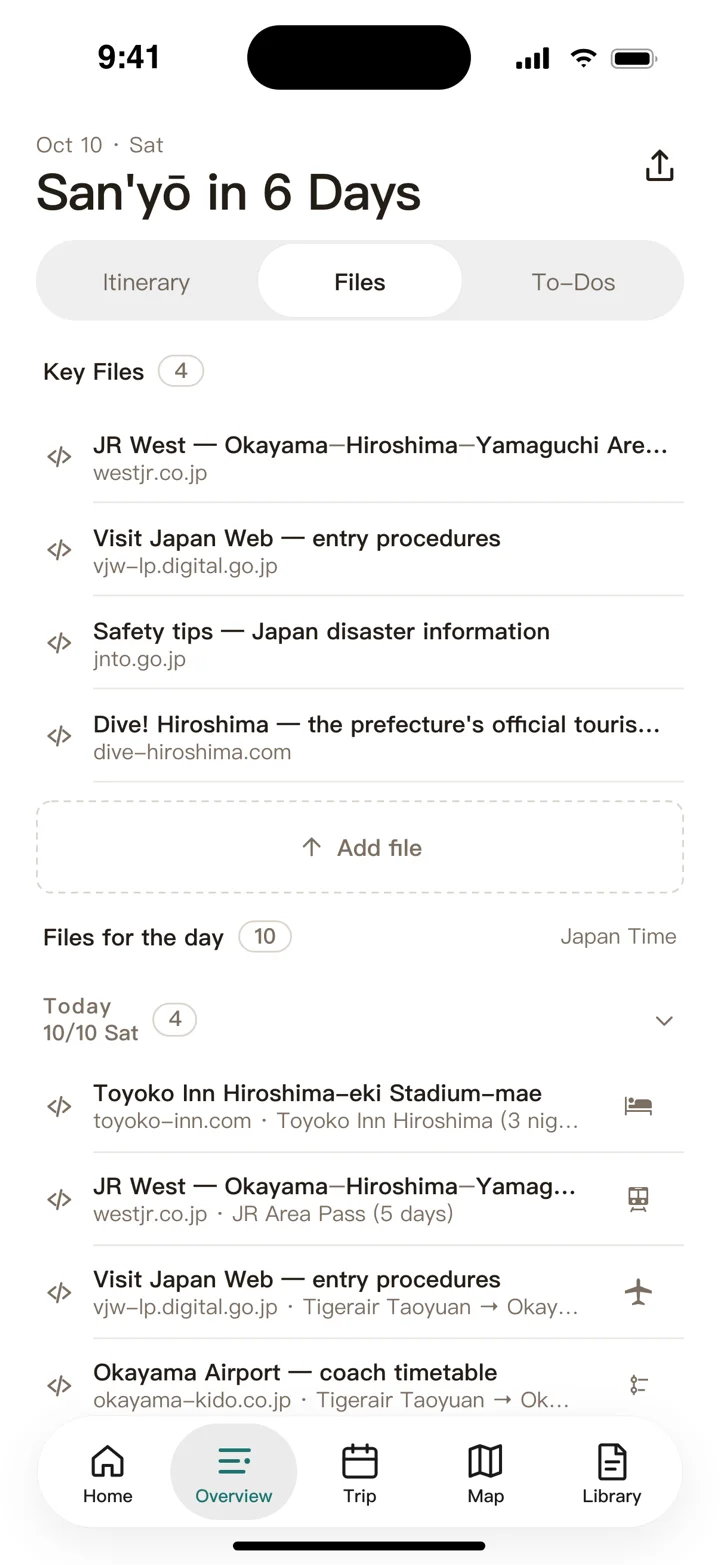 9:41
Oct 10 · Sat
San'yō in 6 Days
Itinerary
Files
To-Dos
Key Files 4
JR West — Okayama–Hiroshima–Yamaguchi Are...
westjr.co.jp
Visit Japan Web — entry procedures
vjw-lp.digital.go.jp
Safety tips — Japan disaster information
jnto.go.jp
Dive! Hiroshima — the prefecture's official touris...
dive-hiroshima.com
Add file
Files for the day 10 Japan Time
Today
10/10 Sat
4
Toyoko Inn Hiroshima-eki Stadium-mae
toyoko-inn.com · Toyoko Inn Hiroshima (3 nig...
JR West — Okayama–Hiroshima–Yamag...
westjr.co.jp · JR Area Pass (5 days)
Visit Japan Web — entry procedures
vjw-lp.digital.go.jp · Tigerair Taoyuan → Okay...
Okayama Airport — coach timetable
okayama-kido.co.jp · Tigerair Taoyuan → Ok...
Home
Overview
Trip
Map
Library